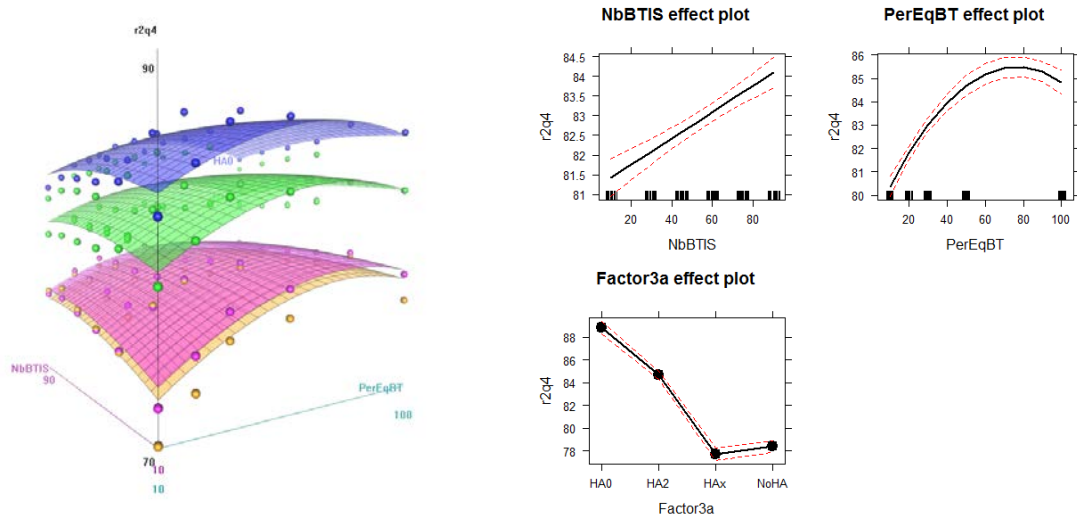 r2q4
90
HA0
NbBTIS
90
PerEqBT
100
70
10
10
NbBTIS effect plot
84.5
84
83.5
83
82.5
82
81.5
81
r2q4
20 40 60 80
NbBTIS
PerEqBT effect plot
86
85
84
83
82
81
80
r2q4
20 40 60 80 100
PerEqBT
Factor3a effect plot
88
86
84
82
80
78
r2q4
HA0 HA2 HAx NoHA
Factor3a